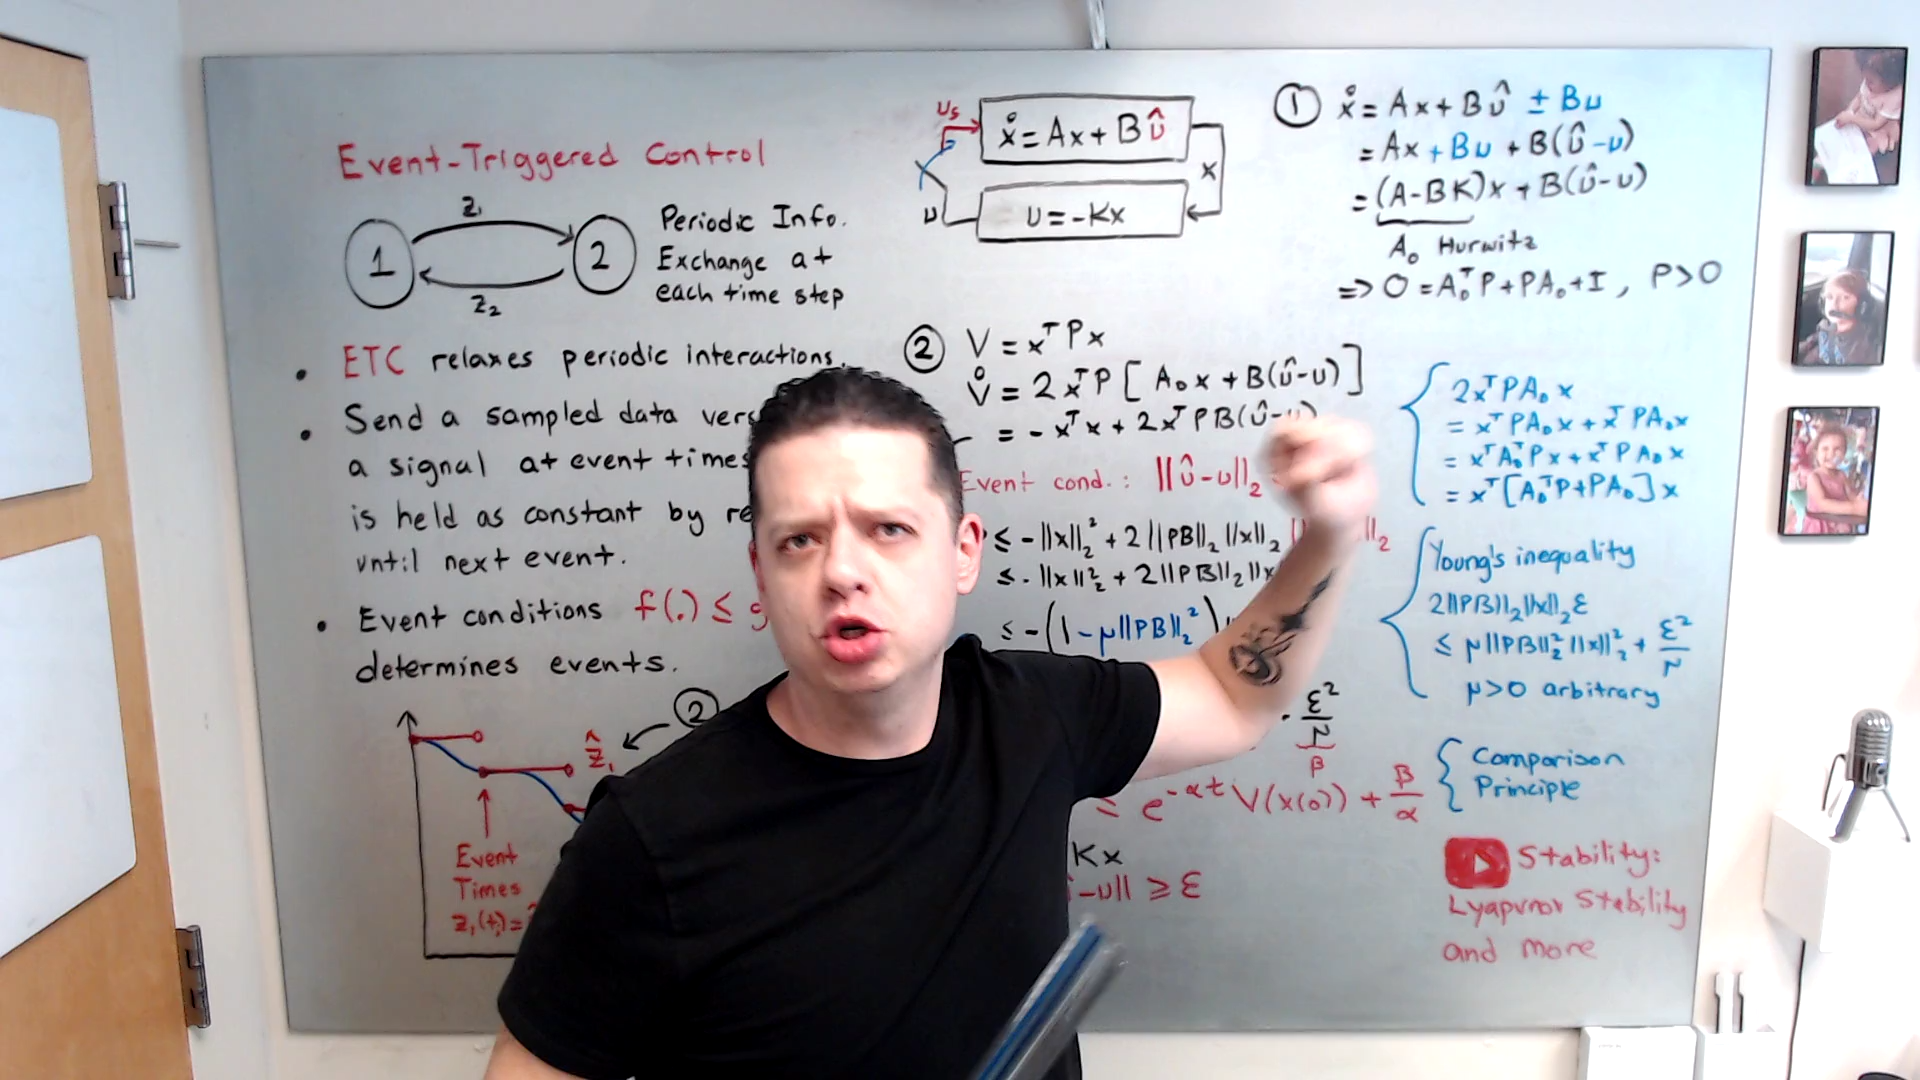 Event-Triggered Control
1
z₁
2
z₂
Periodic Info.
Exchange at
each time step
• ETC relaxes periodic interactions.
• Send a sampled data
a signal at event times
is held as constant by
until next event.
• Event conditions f(.) ≤
determines events.
②
ẑ₁
Event
Times
z₁(tᵢ)=
Us
ẋ = Ax + Bû
x
u = -Kx
u
① ẋ = Ax + Bû ± Bu
= Ax + Bu + B(û-u)
= (A-BK)x + B(û-u)
A₀ Hurwitz
=> 0 = A₀ᵀP + PA₀ + I, P>0
② V = xᵀPx
V̇ = 2xᵀP[A₀x + B(û-u)]
= -xᵀx + 2xᵀPB(û-u)
Event cond.: ||û-u||₂
≤ -||x||₂² + 2||PB||₂||x||₂
≤ -||x||₂² + 2||PB||₂||x
≤ -(1-μ||PB||₂²)
ε²
μ
β
≤ e^-αt V(x(0)) + β/α
Kx
-u|| ≥ ε
2xᵀPA₀x
= xᵀPA₀x + xᵀPA₀x
= xᵀA₀ᵀPx + xᵀPA₀x
= xᵀ[A₀ᵀP+PA₀]x
Young's inequality
2||PB||₂||x||₂ε
≤ μ||PB||₂²||x||₂² + ε²/μ
μ>0 arbitrary
Comparison
Principle
Stability:
Lyapunov Stability
and more